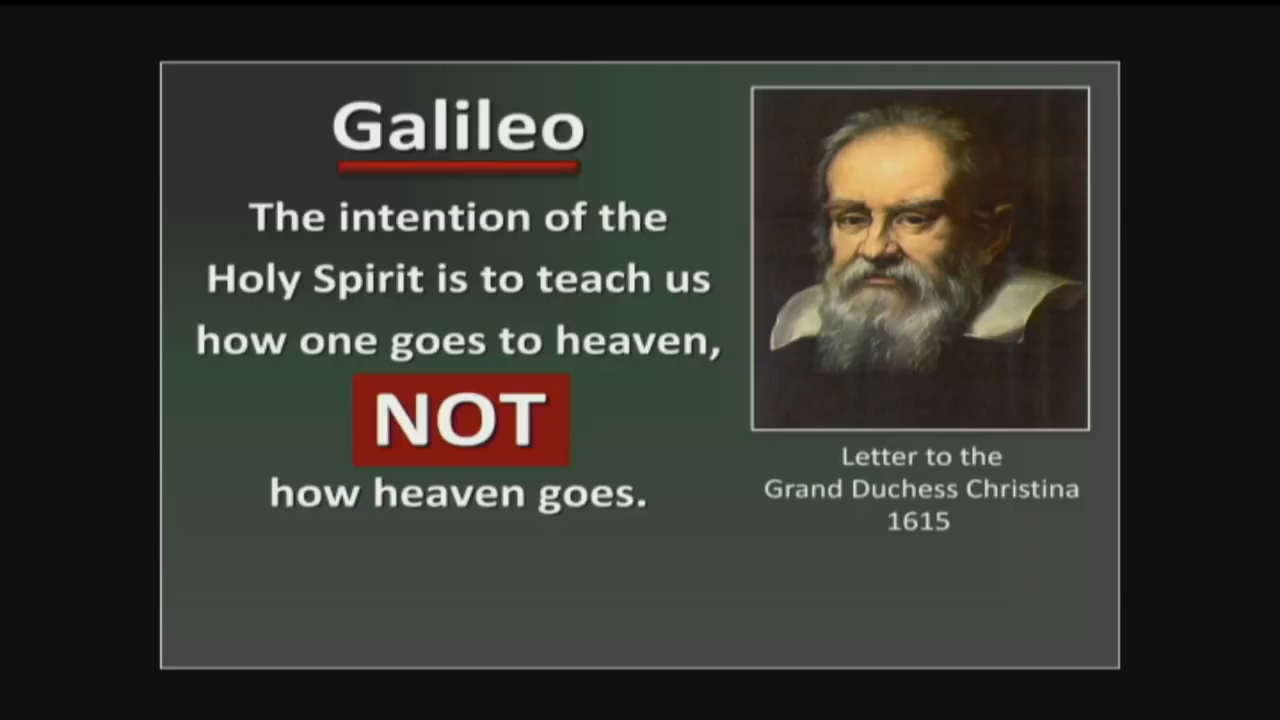 Galileo
The intention of the
Holy Spirit is to teach us
how one goes to heaven,
NOT
how heaven goes.
Letter to the
Grand Duchess Christina
1615